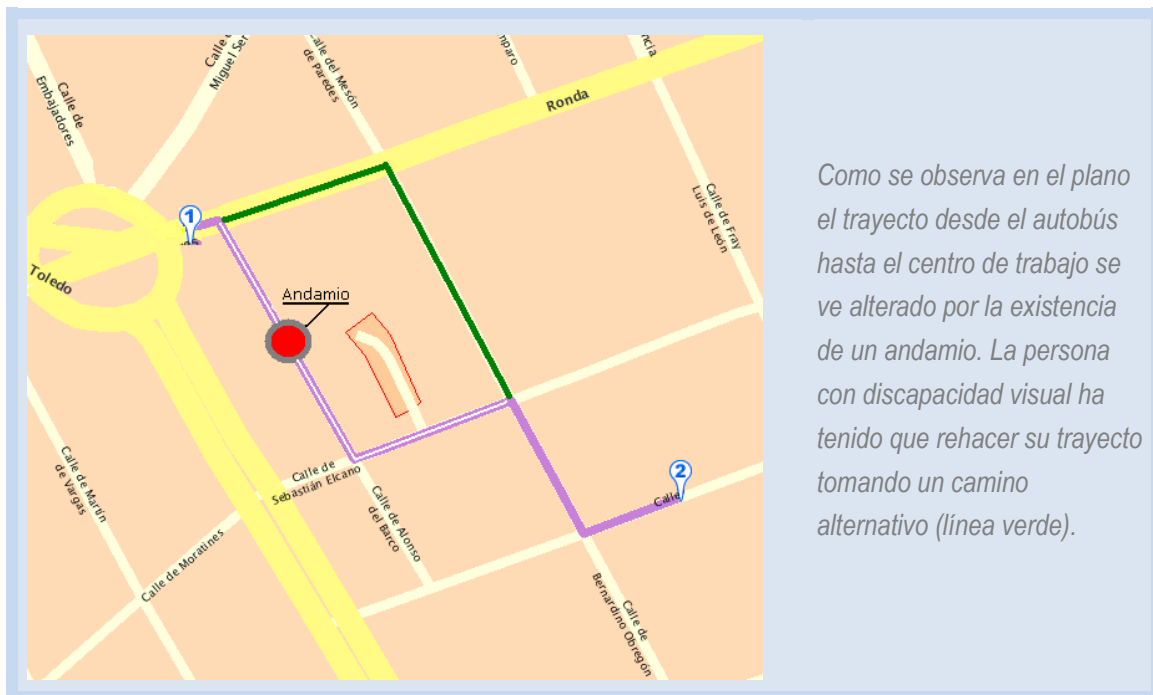 Calle de
Embajadores
Calle
Miguel Ser
Calle del Mesón
de Paredes
mparo
ncia
Ronda
Calle de Fray
Luis de León
1
Toledo
Andamio
Calle de
Sebastián Elcano
Calle de Alonso
del Barco
Calle de Martín
de Vargas
Calle de Moratines
2
Calle
Calle de
Bernardino Obregón
Como se observa en el plano
el trayecto desde el autobús
hasta el centro de trabajo se
ve alterado por la existencia
de un andamio. La persona
con discapacidad visual ha
tenido que rehacer su trayecto
tomando un camino
alternativo (línea verde).